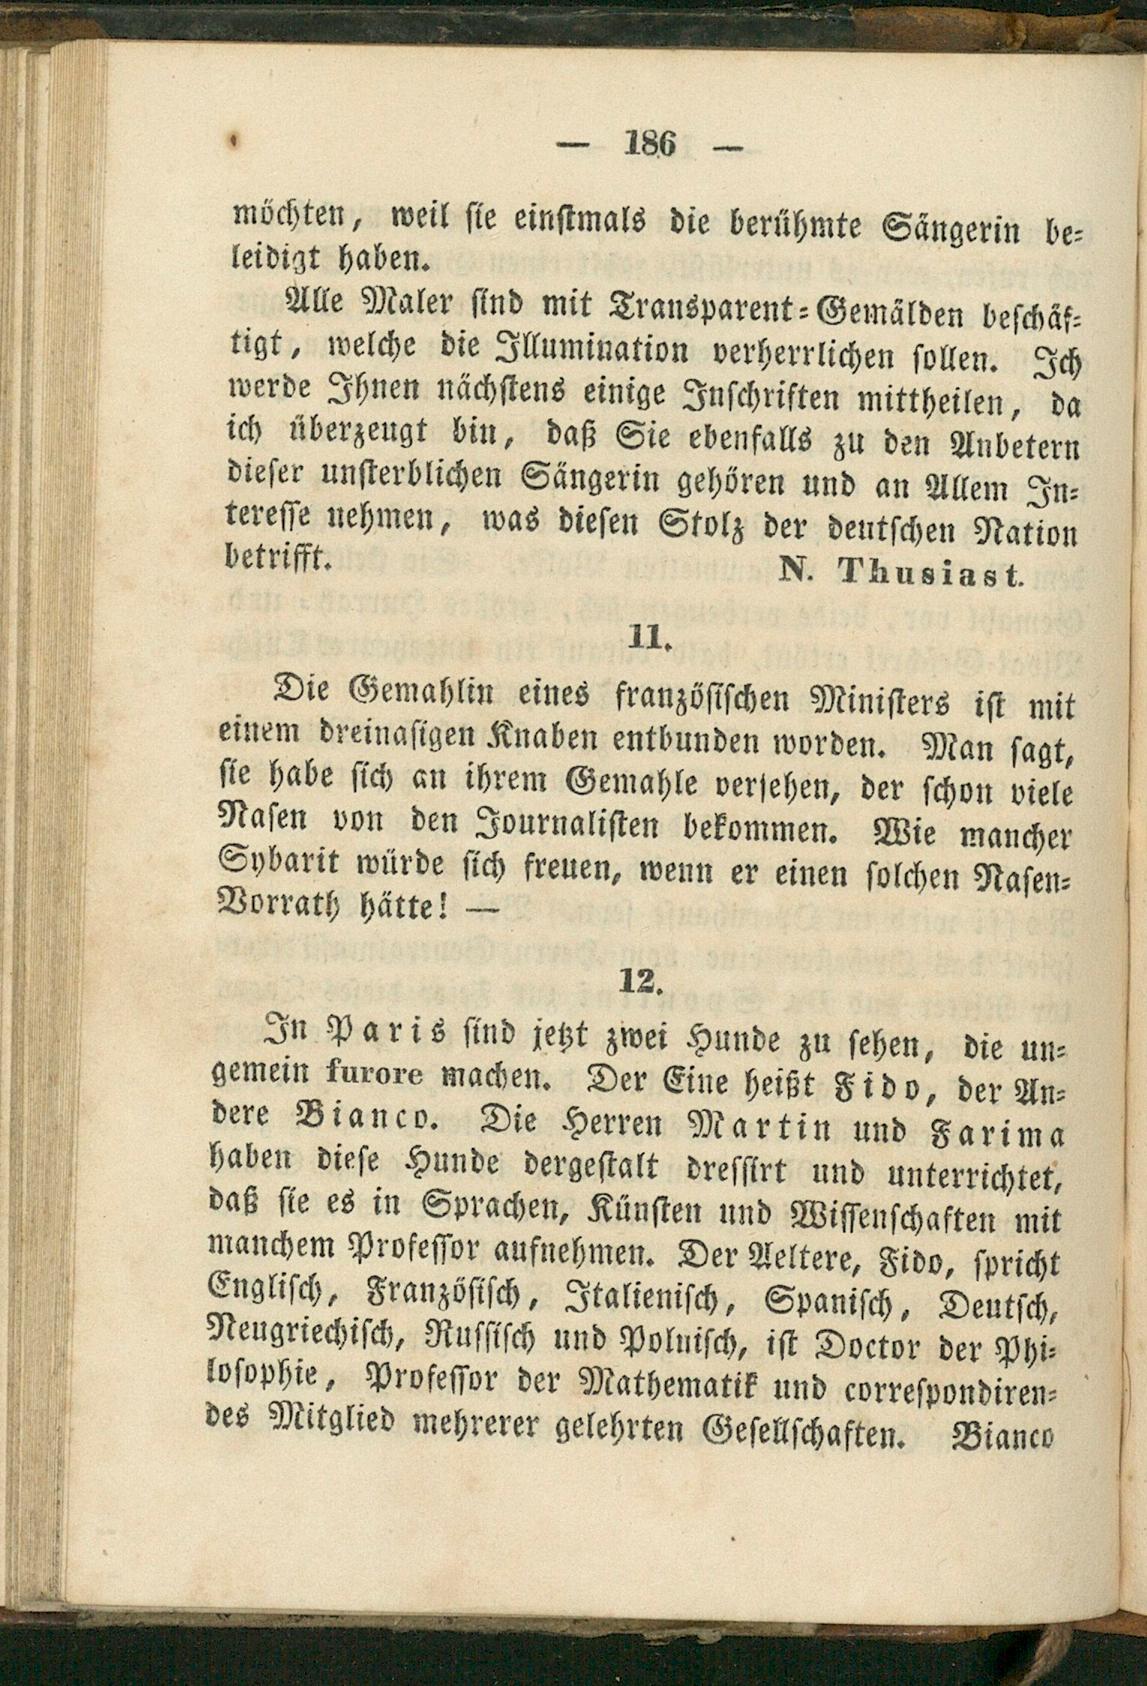 — 186 —
möchten, weil sie einstmals die berühmte Sängerin be-
leidigt haben.
Alle Maler sind mit Transparent-Gemälden beschäf-
tigt, welche die Illumination verherrlichen sollen. Ich
werde Ihnen nächstens einige Inschriften mittheilen, da
ich überzeugt bin, daß Sie ebenfalls zu den Anbetern
dieser unsterblichen Sängerin gehören und an Allem In-
teresse nehmen, was diesen Stolz der deutschen Nation
betrifft. N. Thusiast.
11.
Die Gemahlin eines französischen Ministers ist mit
einem dreinasigen Knaben entbunden worden. Man sagt,
sie habe sich an ihrem Gemahle versehen, der schon viele
Nasen von den Journalisten bekommen. Wie mancher
Sybarit würde sich freuen, wenn er einen solchen Nasen-
Vorrath hätte! —
12.
In Paris sind jetzt zwei Hunde zu sehen, die un-
gemein furore machen. Der Eine heißt Fido, der An-
dere Bianco. Die Herren Martin und Farima
haben diese Hunde dergestalt dressirt und unterrichtet,
daß sie es in Sprachen, Künsten und Wissenschaften mit
manchem Professor aufnehmen. Der Aeltere, Fido, spricht
Englisch, Französisch, Italienisch, Spanisch, Deutsch,
Neugriechisch, Russisch und Polnisch, ist Doctor der Phi-
losophie, Professor der Mathematik und correspondiren-
des Mitglied mehrerer gelehrten Gesellschaften. Bianco